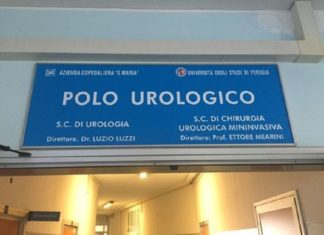 AZIENDA OSPEDALIERA "S.MARIA"
UNIVERSITÀ DEGLI STUDI DI PERUGIA
POLO UROLOGICO
S.C. DI UROLOGIA
Direttore: Dr. LUZIO LUZZI
S.C. DI CHIRURGIA
UROLOGICA MININVASIVA
Direttore: Prof. ETTORE MEARINI